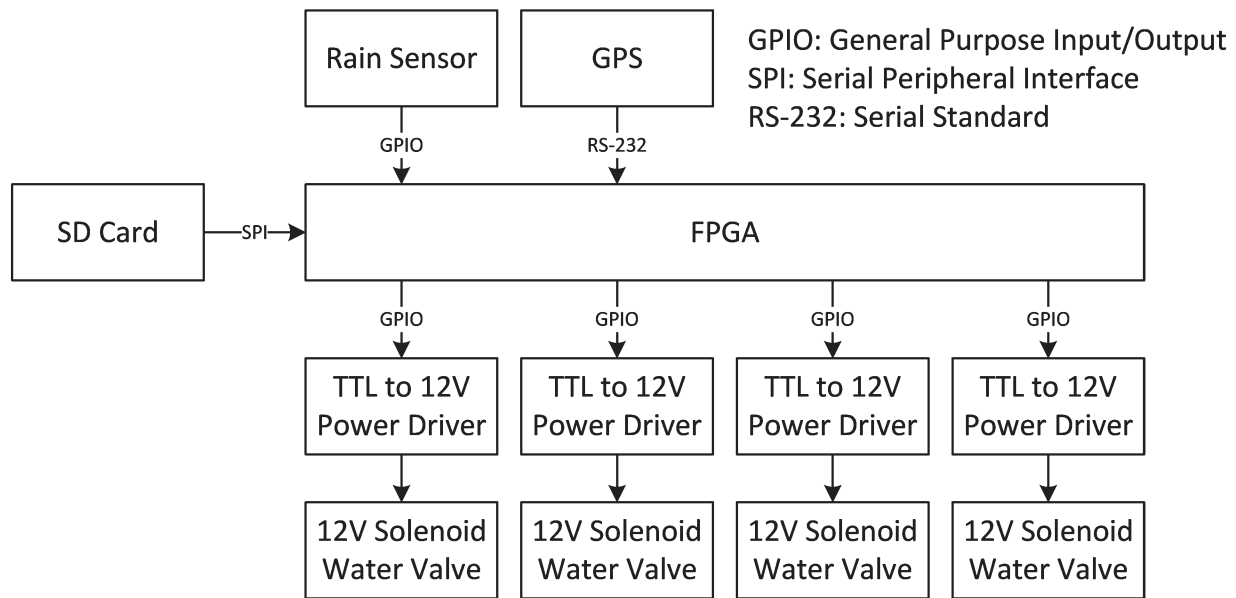 Rain Sensor
GPS
GPIO: General Purpose Input/Output
SPI: Serial Peripheral Interface
RS-232: Serial Standard
GPIO
RS-232
SD Card
SPI
FPGA
GPIO
GPIO
GPIO
GPIO
TTL to 12V
Power Driver
TTL to 12V
Power Driver
TTL to 12V
Power Driver
TTL to 12V
Power Driver
12V Solenoid
Water Valve
12V Solenoid
Water Valve
12V Solenoid
Water Valve
12V Solenoid
Water Valve